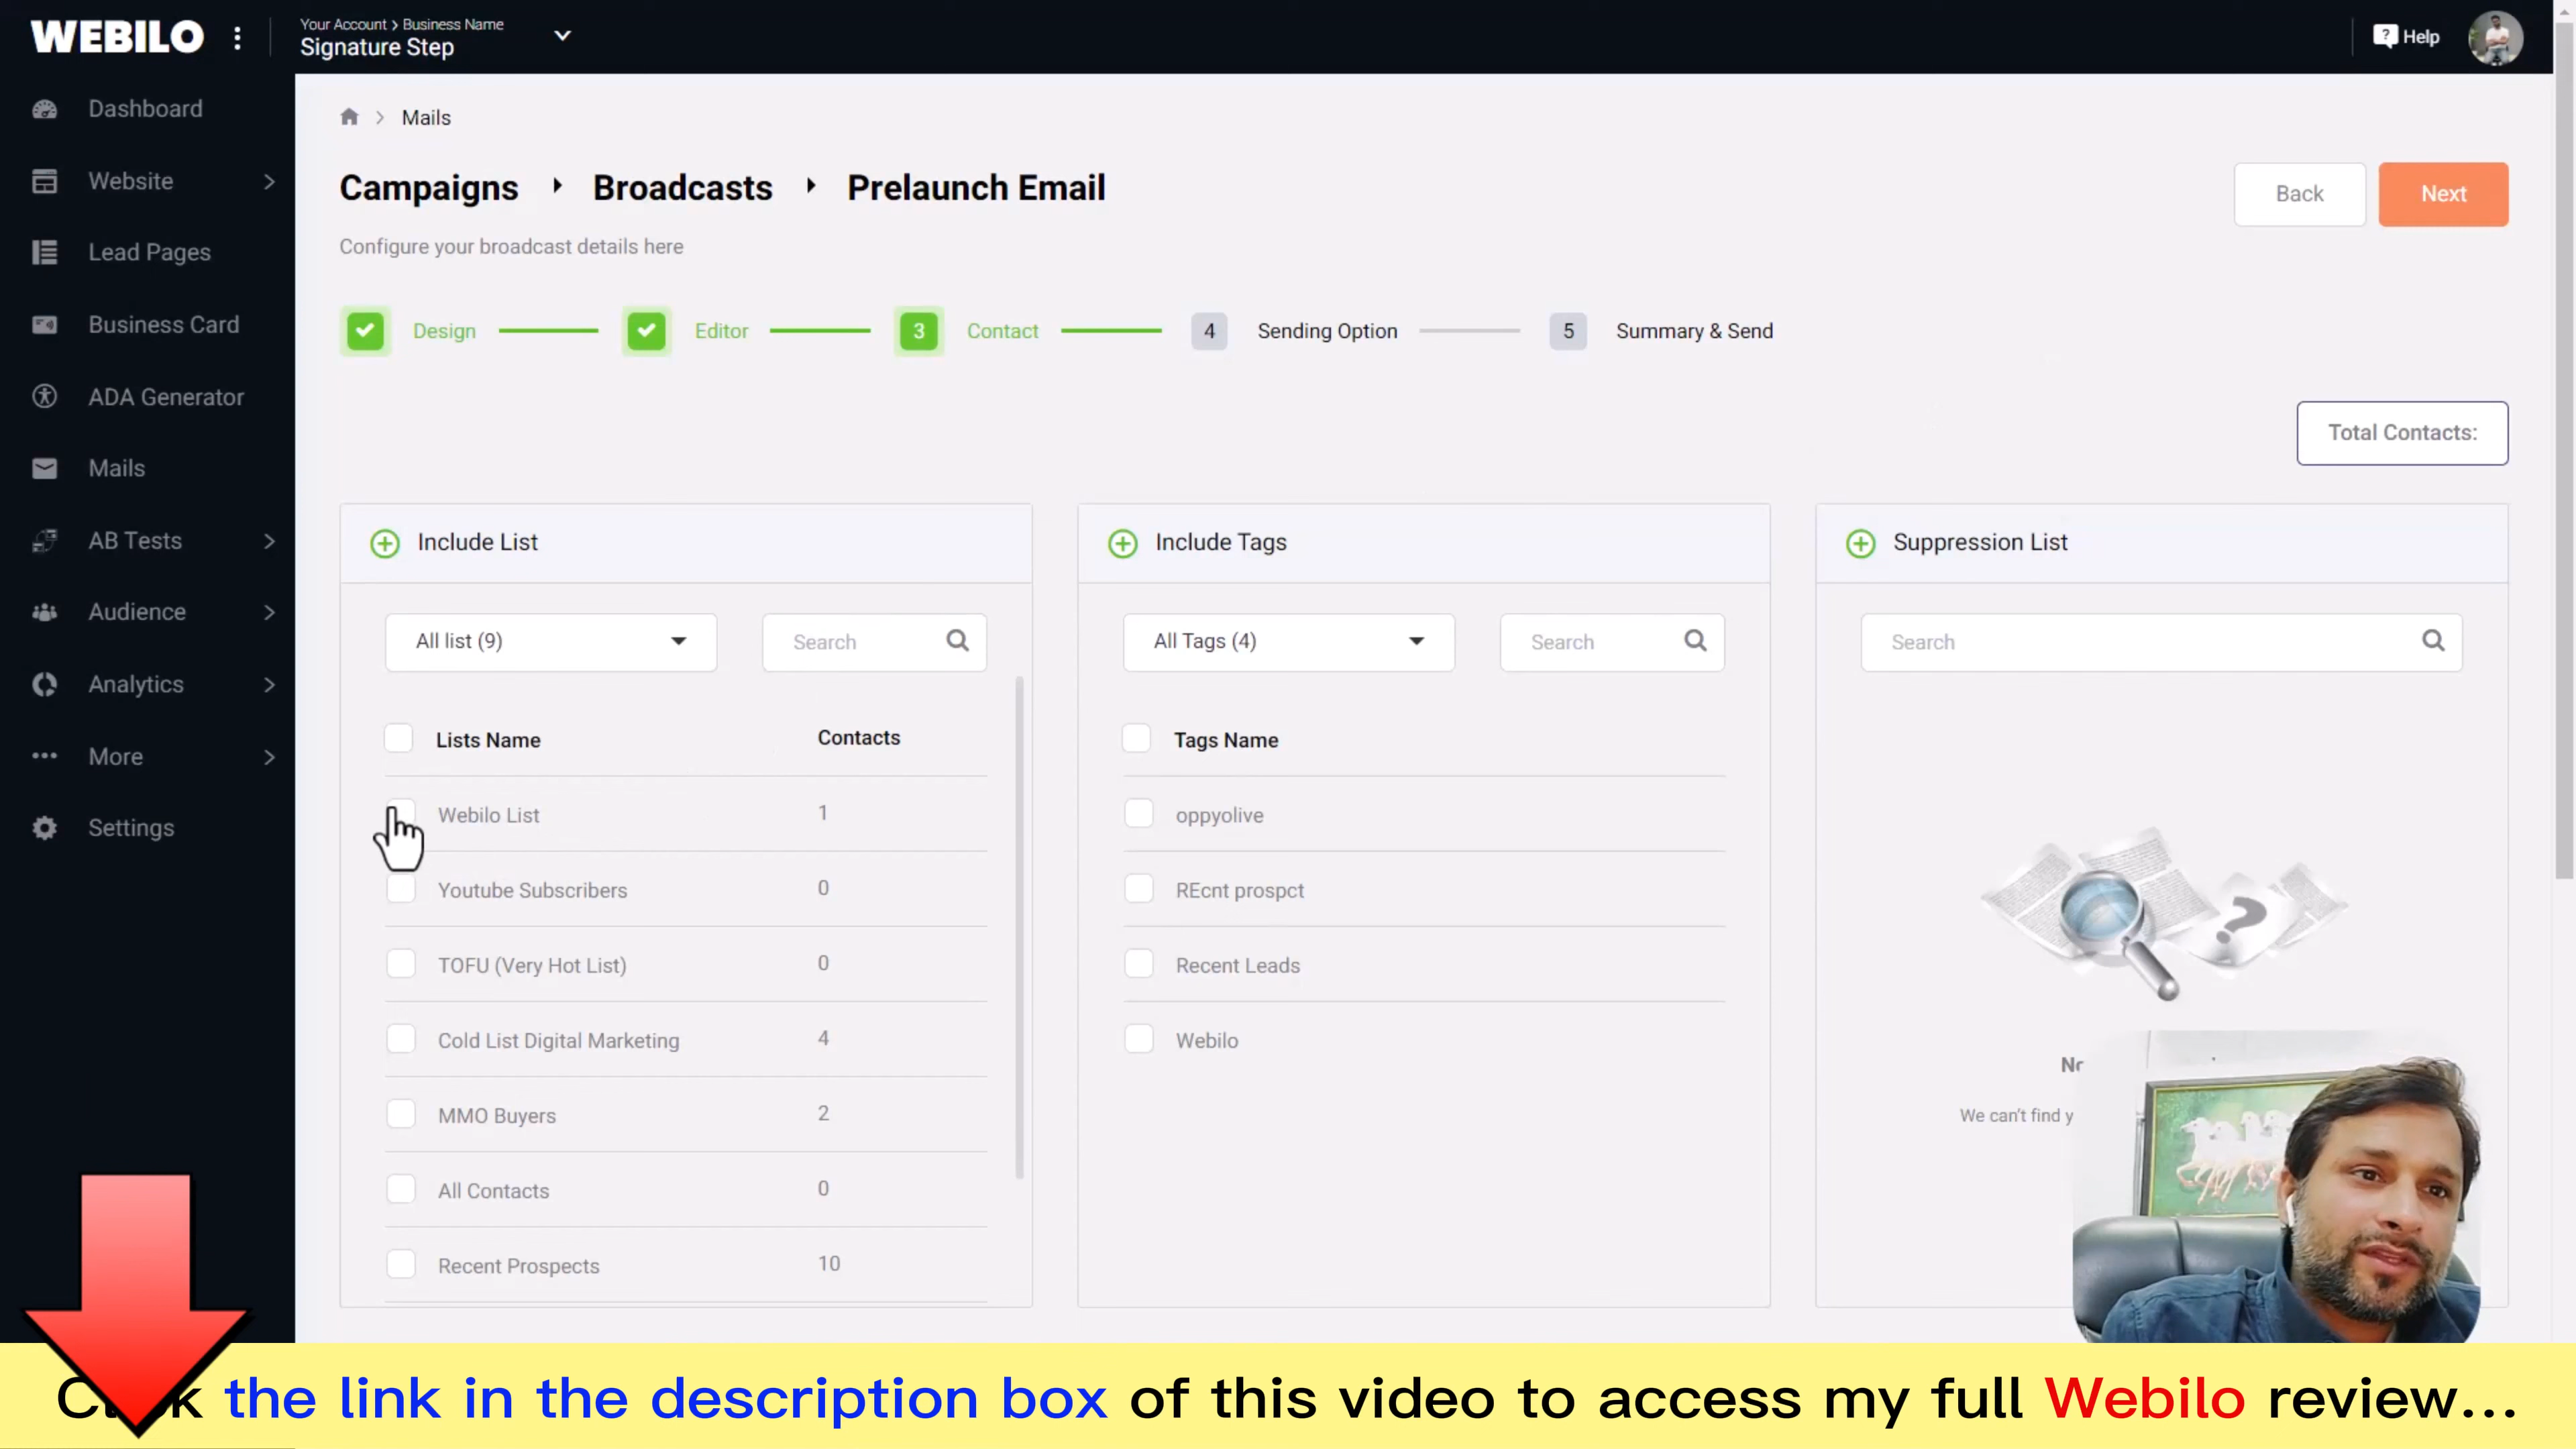 WEBILO
Your Account > Business Name
Signature Step
Help
Dashboard
Website
Lead Pages
Business Card
ADA Generator
Mails
AB Tests
Audience
Analytics
More
Settings
Mails
Campaigns Broadcasts Prelaunch Email
Back
Next
Configure your broadcast details here
Design
Editor
3 Contact
4 Sending Option
5 Summary & Send
Total Contacts:
Include List
All list (9)
Search
Lists Name Contacts
Webilo List 1
Youtube Subscribers 0
TOFU (Very Hot List) 0
Cold List Digital Marketing 4
MMO Buyers 2
All Contacts 0
Recent Prospects 10
Include Tags
All Tags (4)
Search
Tags Name
oppyolive
REcnt prospct
Recent Leads
Webilo
Suppression List
Search
We can't find y
the link in the description box of this video to access my full Webilo review...